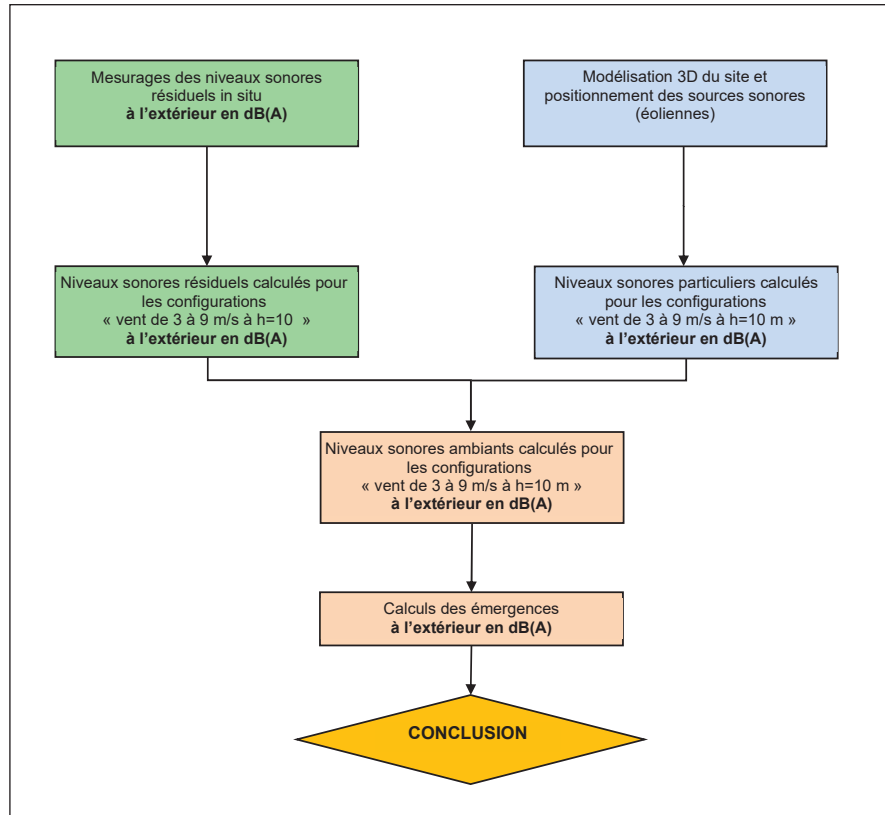 Mesurages des niveaux sonores
résiduels in situ
à l'extérieur en dB(A)
Modélisation 3D du site et
positionnement des sources sonores
(éoliennes)
Niveaux sonores résiduels calculés pour
les configurations
« vent de 3 à 9 m/s à h=10  »
à l'extérieur en dB(A)
Niveaux sonores particuliers calculés
pour les configurations
« vent de 3 à 9 m/s à h=10 m »
à l'extérieur en dB(A)
Niveaux sonores ambiants calculés pour
les configurations
« vent de 3 à 9 m/s à h=10 m »
à l'extérieur en dB(A)
Calculs des émergences
à l'extérieur en dB(A)
CONCLUSION